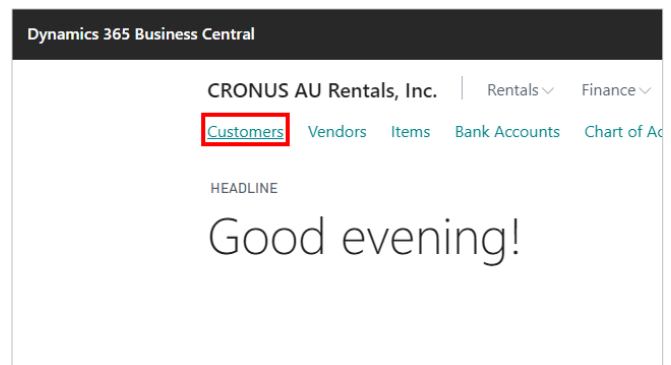 Dynamics 365 Business Central
CRONUS AU Rentals, Inc. Rentals Finance
Customers Vendors Items Bank Accounts Chart of
HEADLINE
Good evening!